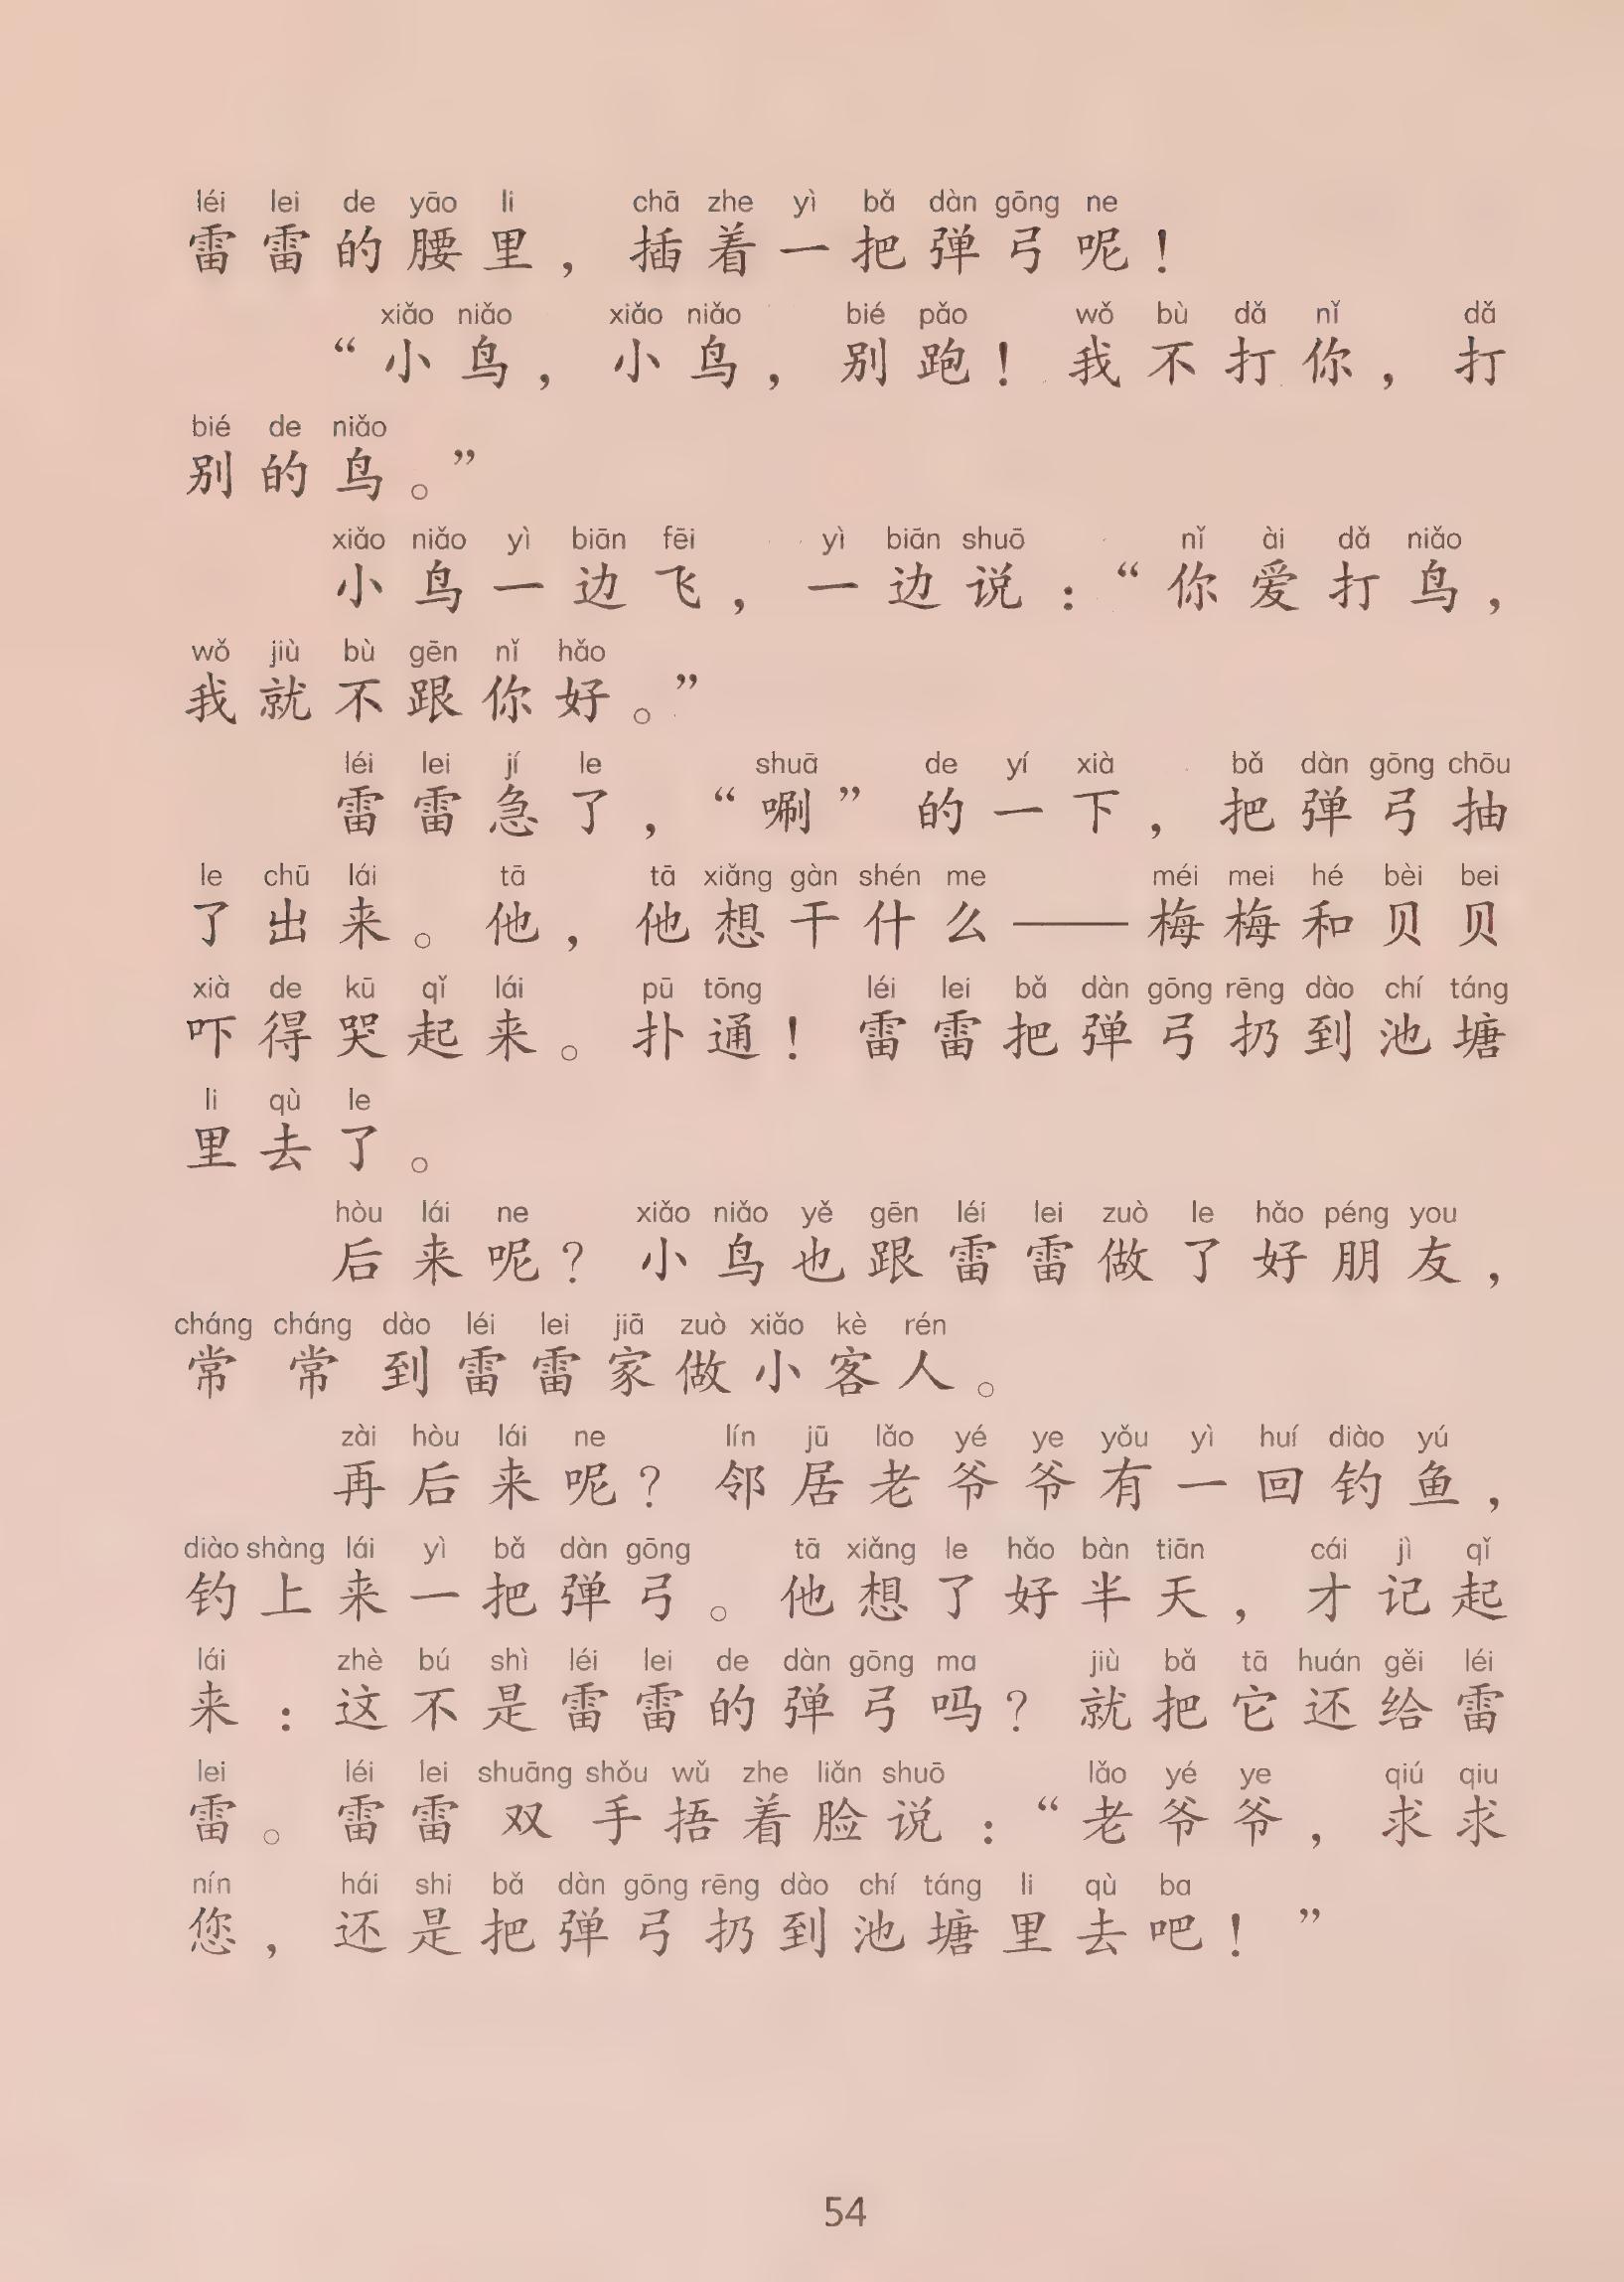 léi lei de yāo li chā zhe yì bǎ dàn gōng ne
雷雷的腰里，插着一把弹弓呢！
xiǎo niǎo xiǎo niǎo bié pǎo wǒ bù dǎ nǐ dǎ
“小鸟，小鸟，别跑！我不打你，打
bié de niǎo
别的鸟。”
xiǎo niǎo yì biān fēi yì biān shuō nǐ ài dǎ niǎo
小鸟一边飞，一边说：“你爱打鸟，
wǒ jiù bù gēn nǐ hǎo
我就不跟你好。”
léi lei jí le shuā de yí xià bǎ dàn gōng chōu
雷雷急了，“唰”的一下，把弹弓抽
le chū lái tā tā xiǎng gàn shén me méi mei hé bèi bei
了出来。他，他想干什么——梅梅和贝贝
xià de kū qǐ lái pū tōng léi lei bǎ dàn gōng rēng dào chí táng
吓得哭起来。扑通！雷雷把弹弓扔到池塘
li qù le
里去了。
hòu lái ne xiǎo niǎo yě gēn léi lei zuò le hǎo péng you
后来呢？小鸟也跟雷雷做了好朋友，
cháng cháng dào léi lei jiā zuò xiǎo kè rén
常常到雷雷家做小客人。
zài hòu lái ne lín jū lǎo yé ye yǒu yì huí diào yú
再后来呢？邻居老爷爷有一回钓鱼，
diào shàng lái yì bǎ dàn gōng tā xiǎng le hǎo bàn tiān cái jì qǐ
钓上来一把弹弓。他想了好半天，才记起
lái zhè bú shì léi lei de dàn gōng ma jiù bǎ tā huán gěi léi
来：这不是雷雷的弹弓吗？就把它还给雷
lei léi lei shuāng shǒu wǔ zhe liǎn shuō lǎo yé ye qiú qiu
雷。雷雷双手捂着脸说：“老爷爷，求求
nín hái shi bǎ dàn gōng rēng dào chí táng li qù ba
您，还是把弹弓扔到池塘里去吧！”
54